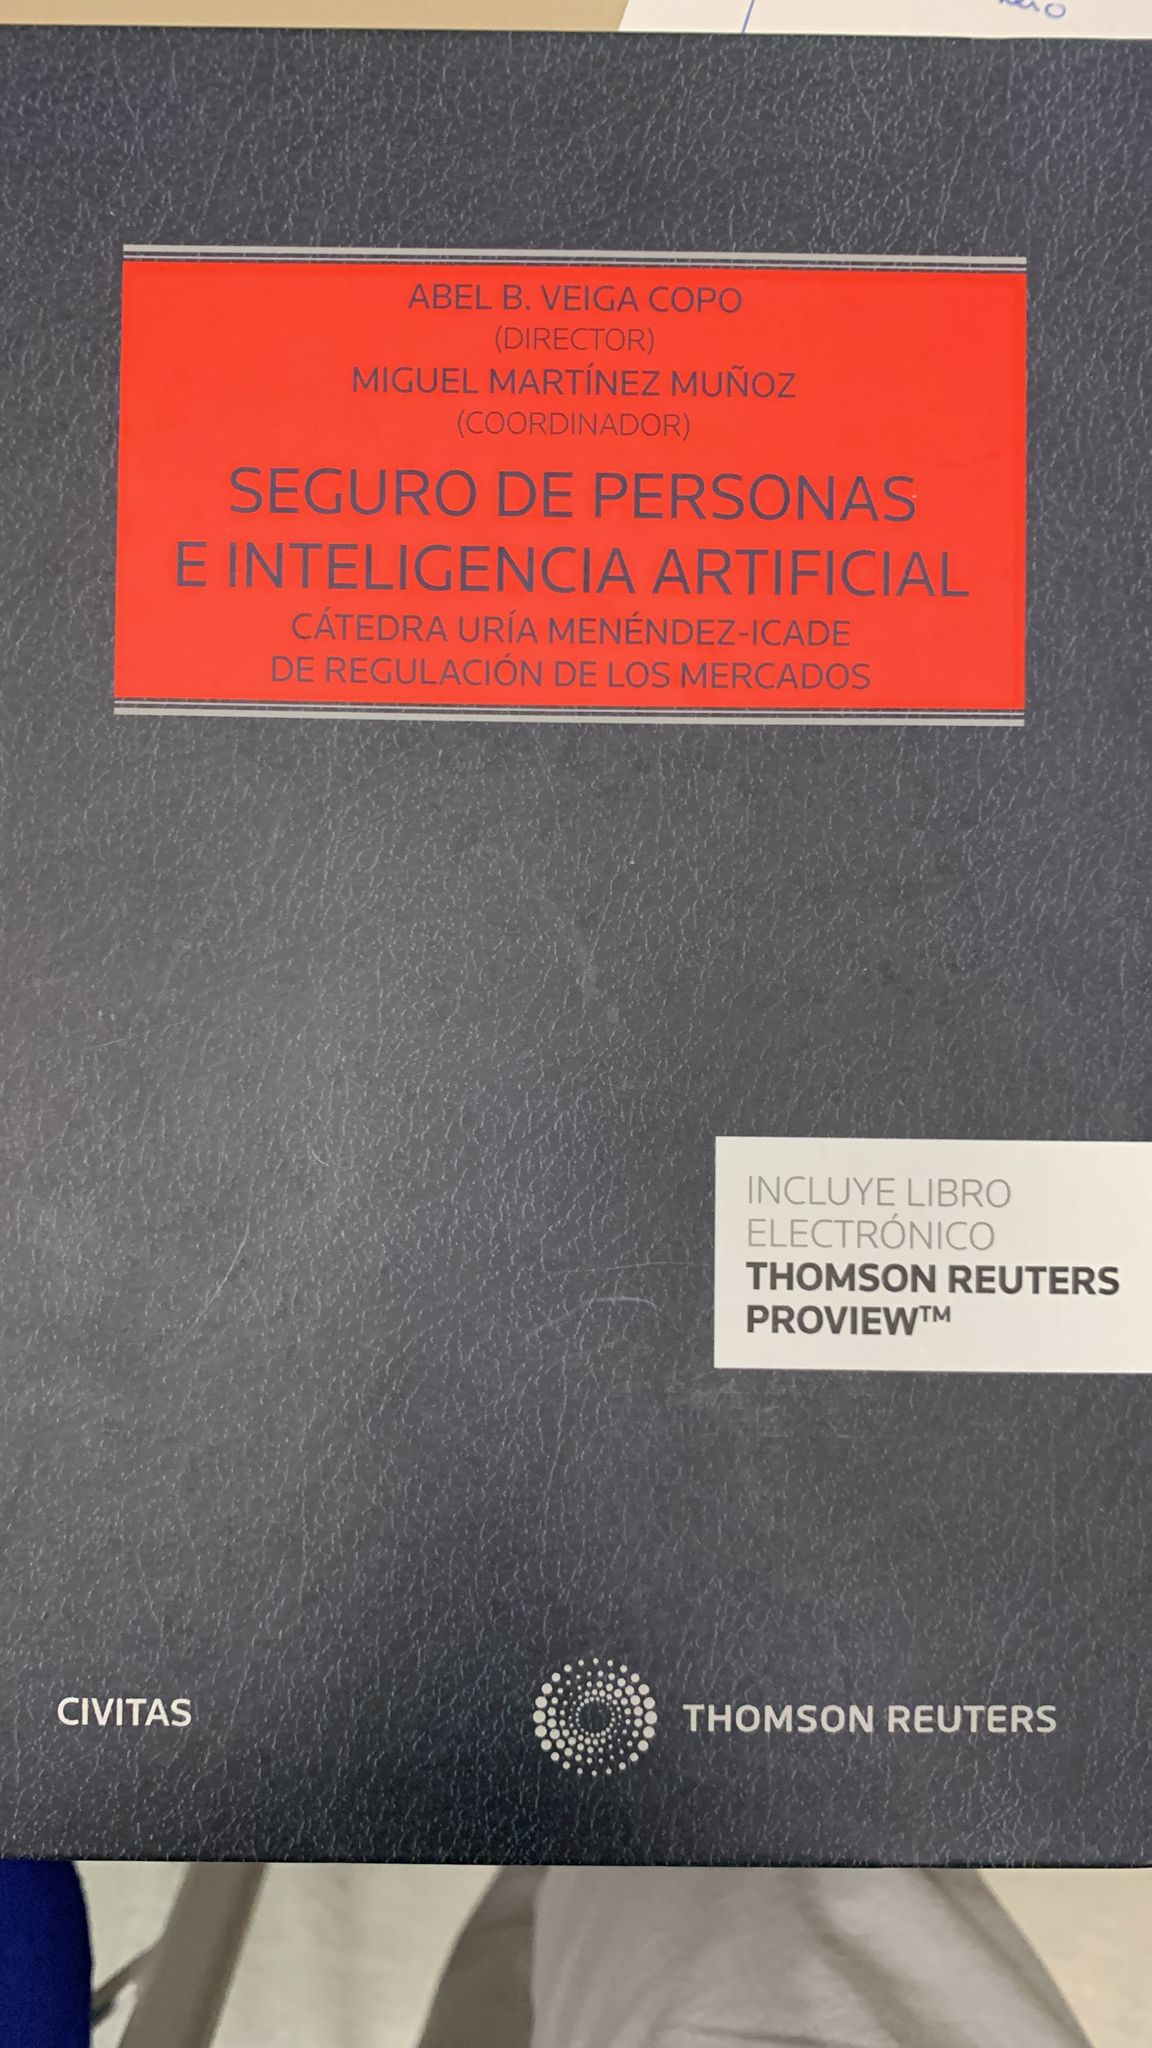 ABEL B. VEIGA COPO
(DIRECTOR)
MIGUEL MARTÍNEZ MUÑOZ
(COORDINADOR)
SEGURO DE PERSONAS
E INTELIGENCIA ARTIFICIAL
CÁTEDRA URÍA MENÉNDEZ-ICADE
DE REGULACIÓN DE LOS MERCADOS
INCLUYE LIBRO
ELECTRÓNICO
THOMSON REUTERS
PROVIEW™
CIVITAS
THOMSON REUTERS